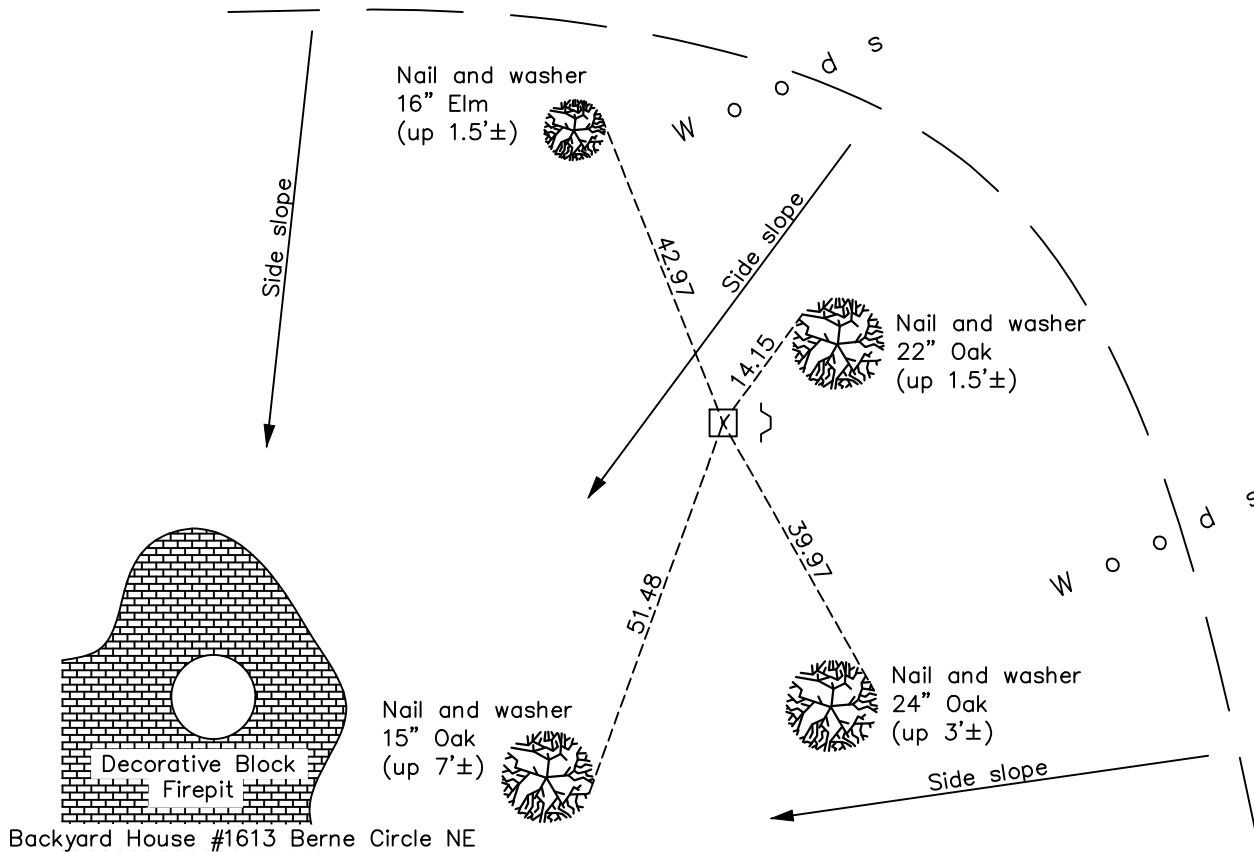 Nail and washer
16” Elm
(up 1.5’±)
Woods
Side slope
Side slope
42.97
14.15
Nail and washer
22” Oak
(up 1.5’±)
X
39.97
51.48
Woods
Nail and washer
24” Oak
(up 3’±)
Nail and washer
15” Oak
(up 7’±)
Side slope
Decorative Block
Firepit
Backyard House #1613 Berne Circle NE